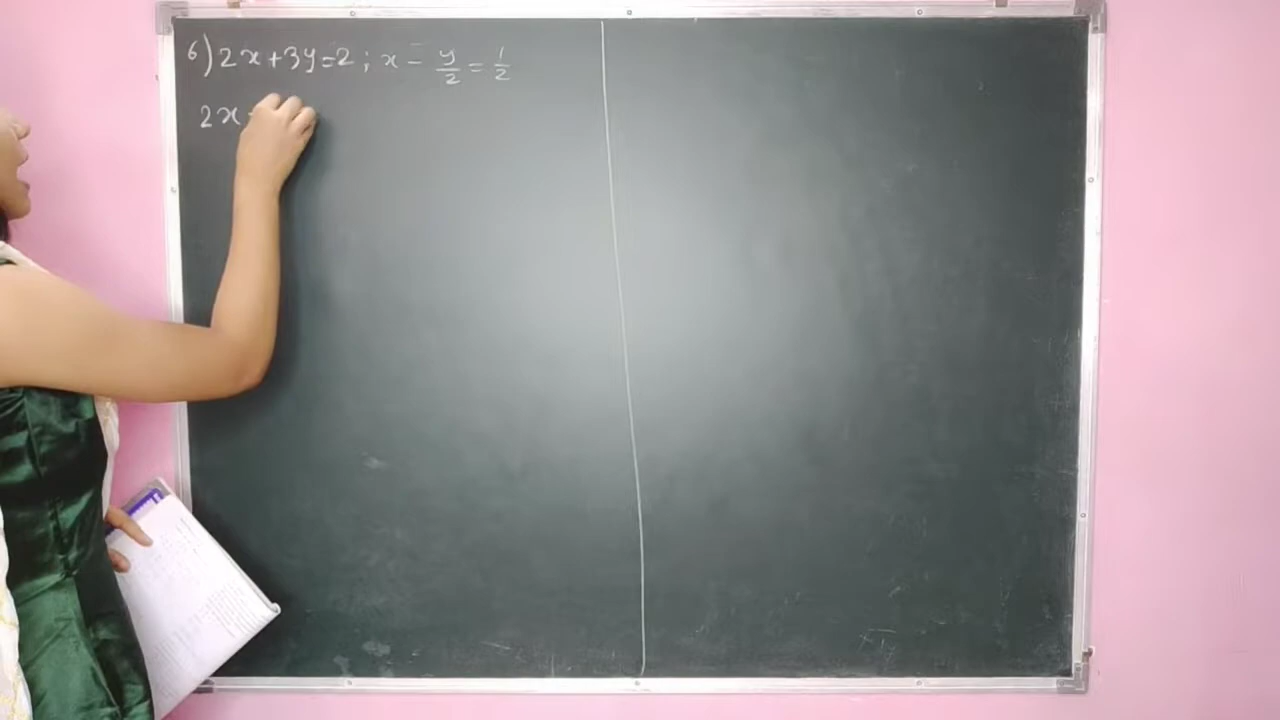 6) 2x+3y=2 ; x - y/2 = 1/2
2x